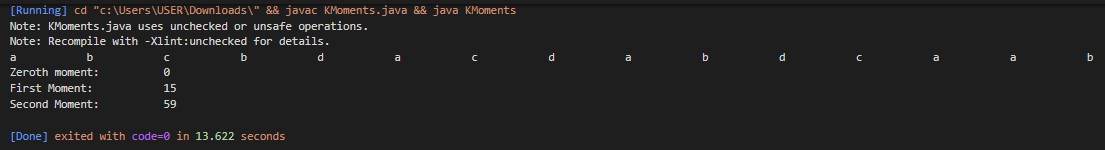 [Running] cd "c:\Users\USER\Downloads\" && javac KMoments.java && java KMoments
Note: KMoments.java uses unchecked or unsafe operations.
Note: Recompile with -Xlint:unchecked for details.
a b c b d a c d a b d c a a b
Zeroth moment: 0
First Moment: 15
Second Moment: 59
[Done] exited with code=0 in 13.622 seconds